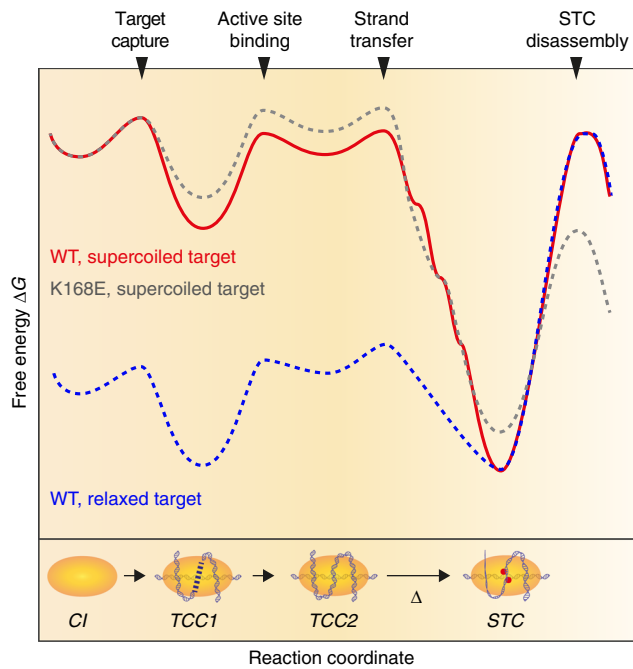 Target
capture
Active site
binding
Strand
transfer
STC
disassembly
Free energy ΔG
WT, supercoiled target
K168E, supercoiled target
WT, relaxed target
Δ
CI
TCC1
TCC2
STC
Reaction coordinate